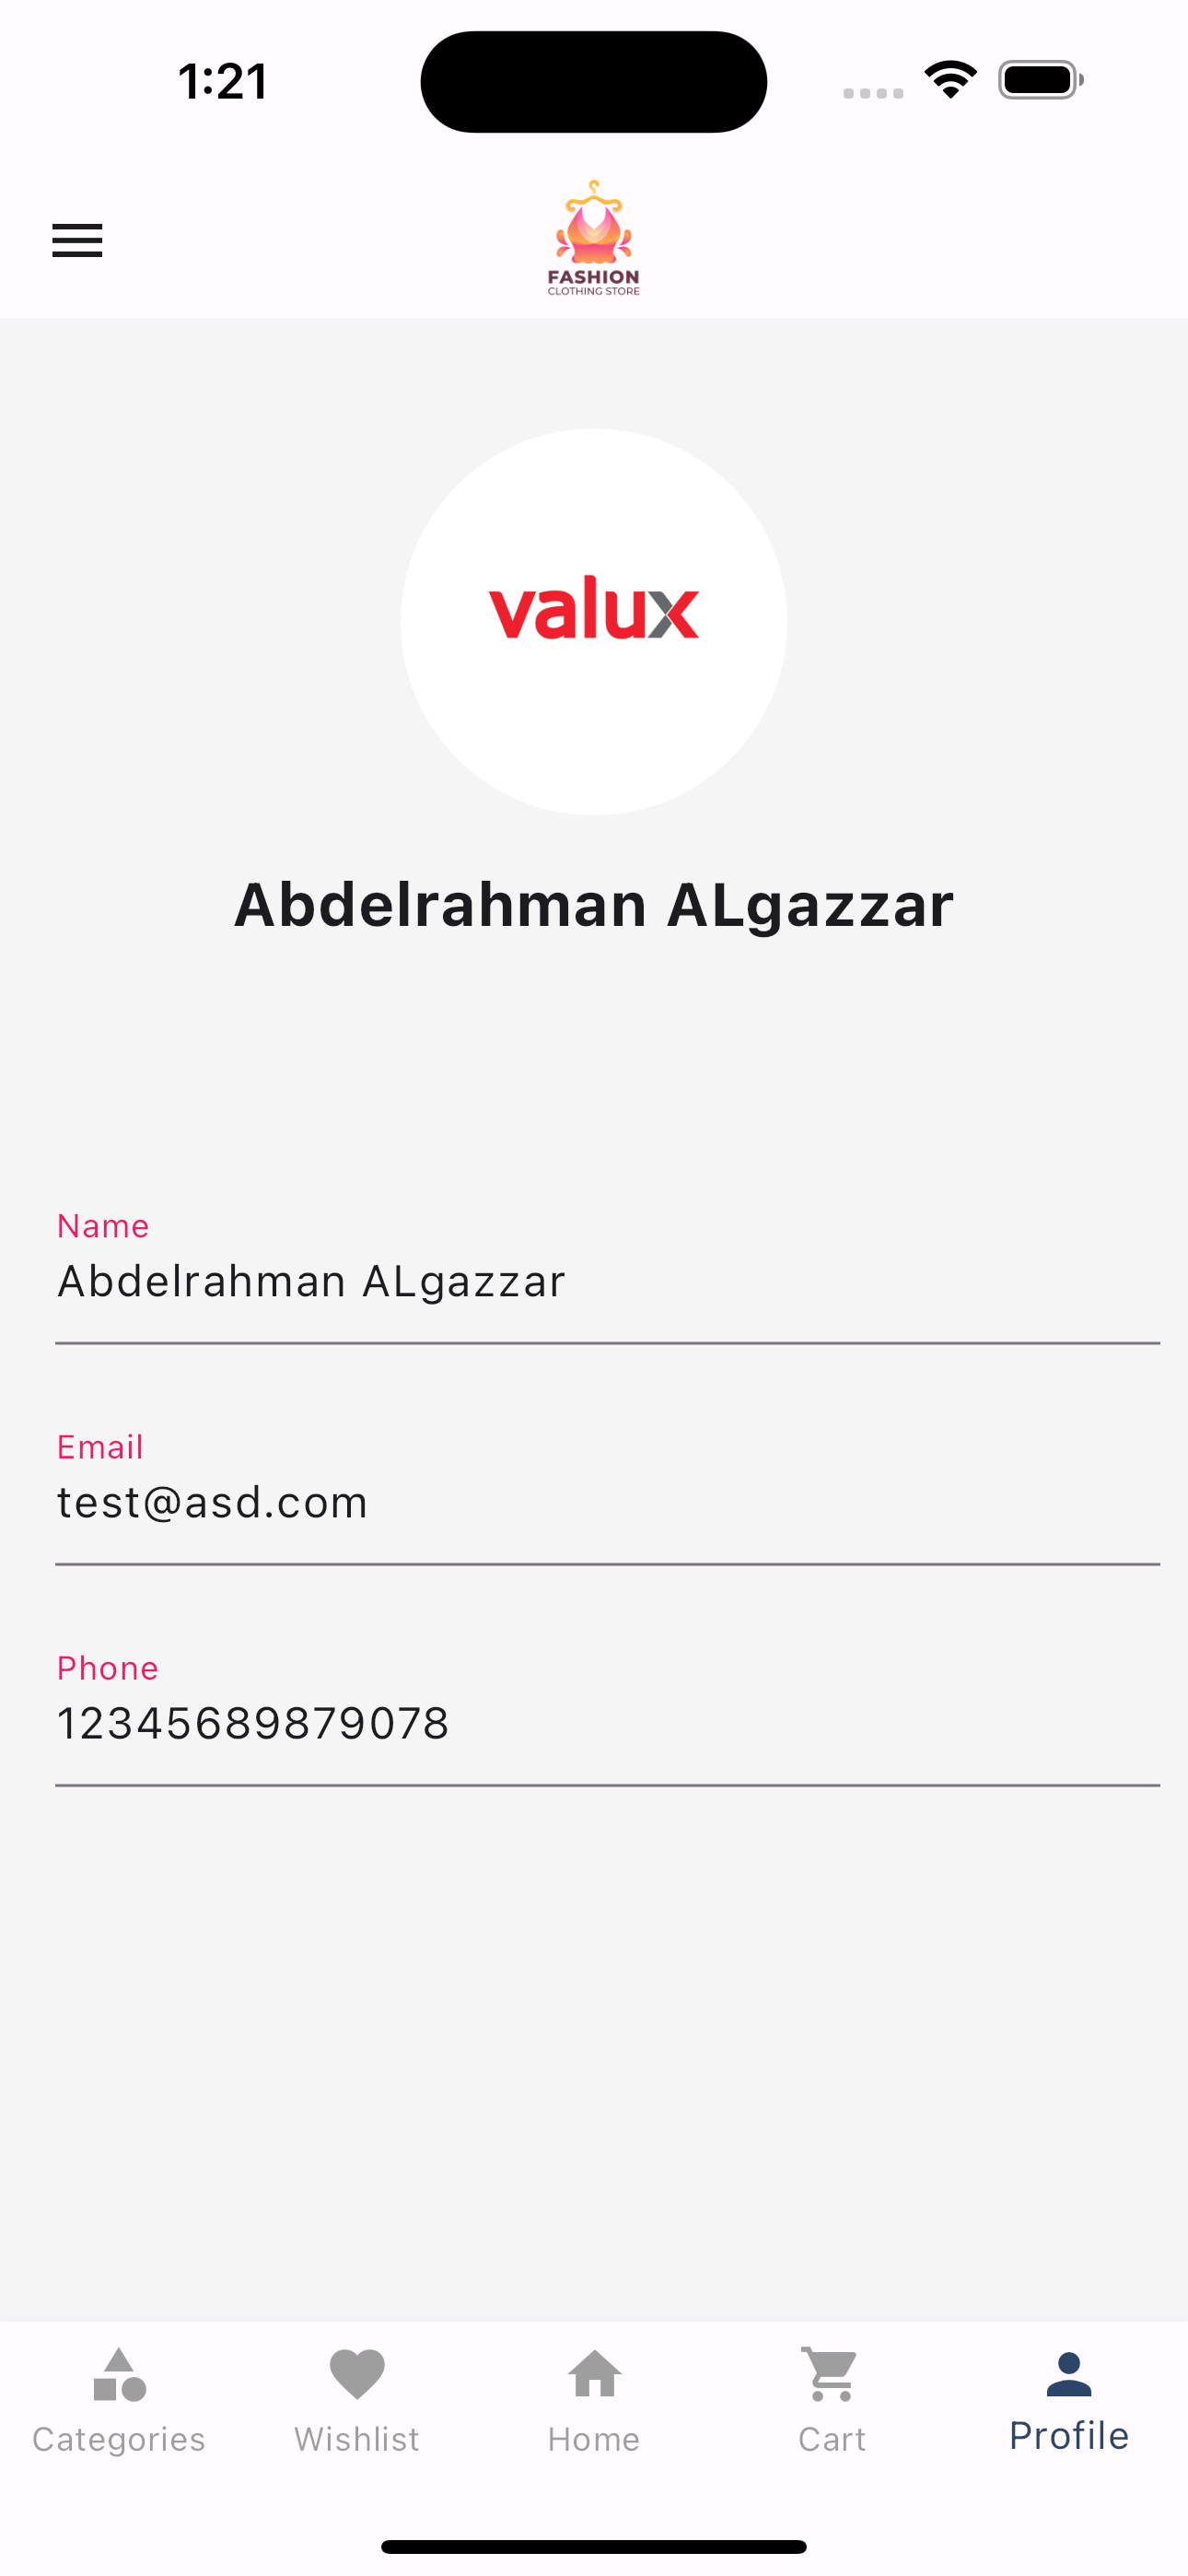 1:21
FASHION
CLOTHING STORE
valux
Abdelrahman ALgazzar
Name
Abdelrahman ALgazzar
Email
test@asd.com
Phone
12345689879078
Categories
Wishlist
Home
Cart
Profile